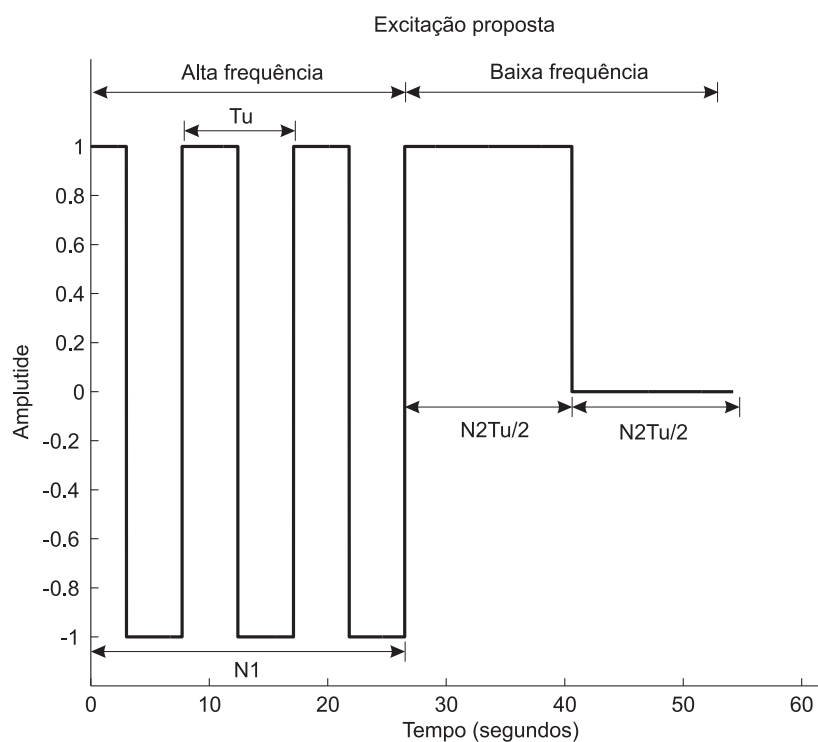 Excitação proposta
Alta frequência
Baixa frequência
Tu
1
0.8
0.6
0.4
0.2
0
-0.2
-0.4
-0.6
-0.8
-1
Amplutide
N2Tu/2
N2Tu/2
N1
0
10
20
30
40
50
60
Tempo (segundos)